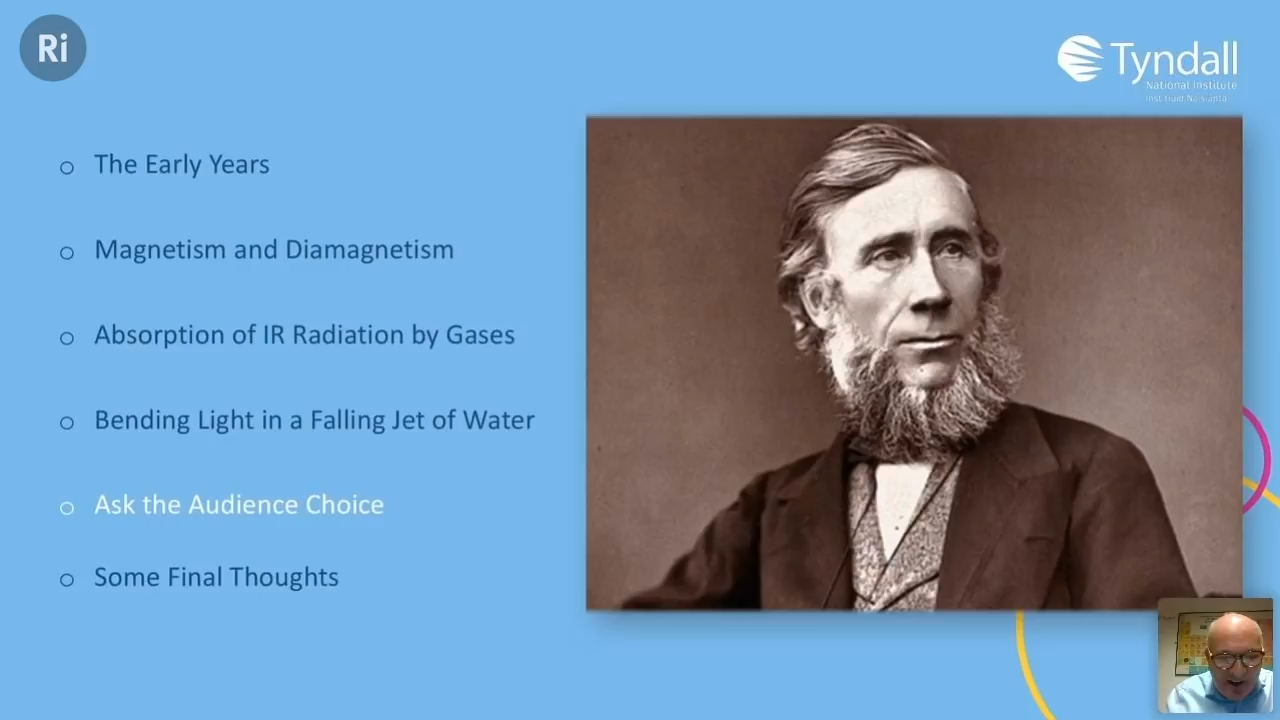 Ri
Tyndall
National Institute
The Early Years
Magnetism and Diamagnetism
Absorption of IR Radiation by Gases
Bending Light in a Falling Jet of Water
Ask the Audience Choice
Some Final Thoughts